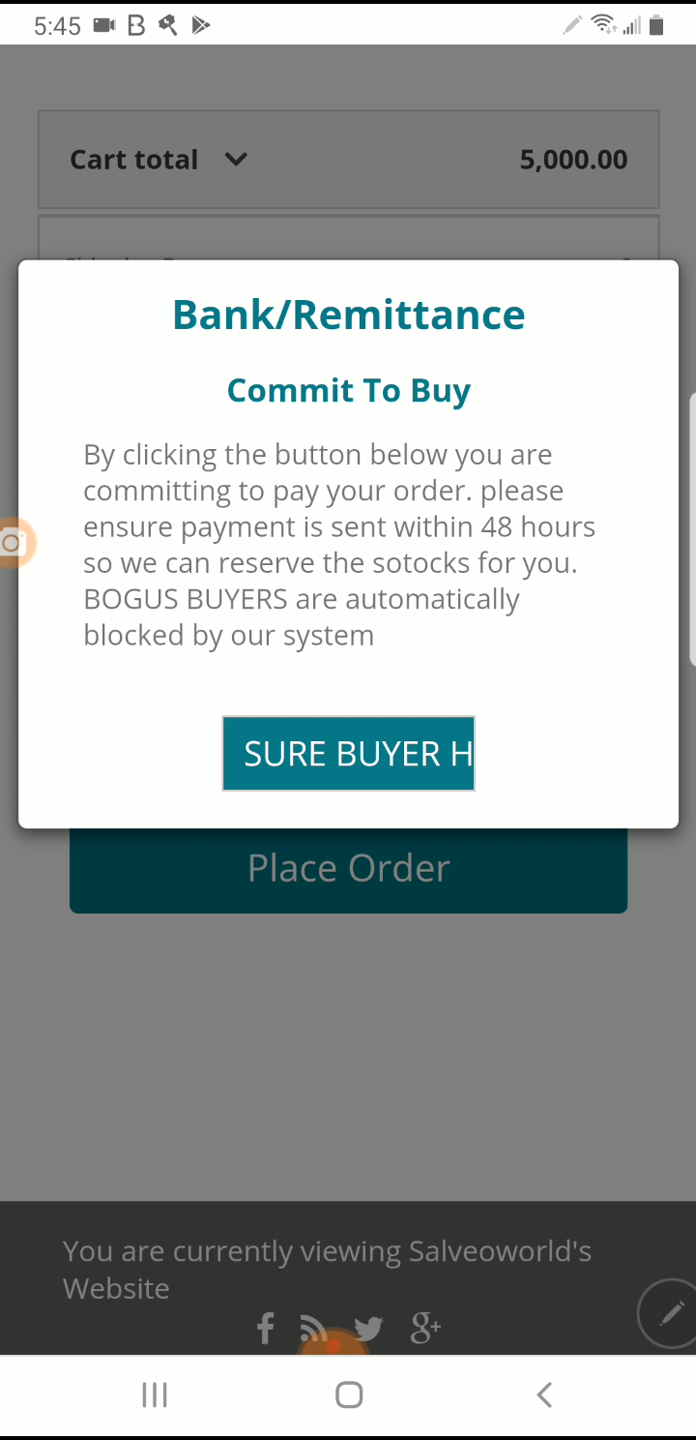 5:45
Cart total 5,000.00
Bank/Remittance
Commit To Buy
By clicking the button below you are
committing to pay your order. please
ensure payment is sent within 48 hours
so we can reserve the sotocks for you.
BOGUS BUYERS are automatically
blocked by our system
SURE BUYER H
Place Order
You are currently viewing Salveoworld's
Website